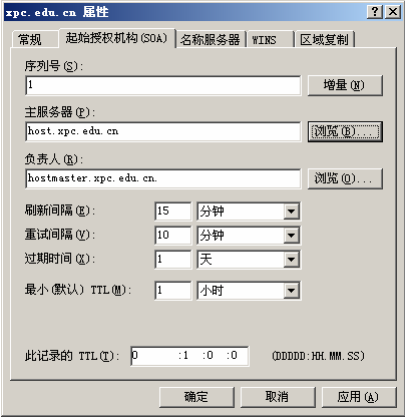 xpc.edu.cn 属性
常规 起始授权机构(SOA) 名称服务器 WINS 区域复制
序列号(S):
1 增量(N)
主服务器(P):
host.xpc.edu.cn 浏览(B)...
负责人(R):
hostmaster.xpc.edu.cn. 浏览(O)...
刷新间隔(E): 15 分钟
重试间隔(V): 10 分钟
过期时间(X): 1 天
最小(默认) TTL(M): 1 小时
此记录的 TTL(T): 0 :1 :0 :0 (DDDDD:HH.MM.SS)
确定 取消 应用(A)